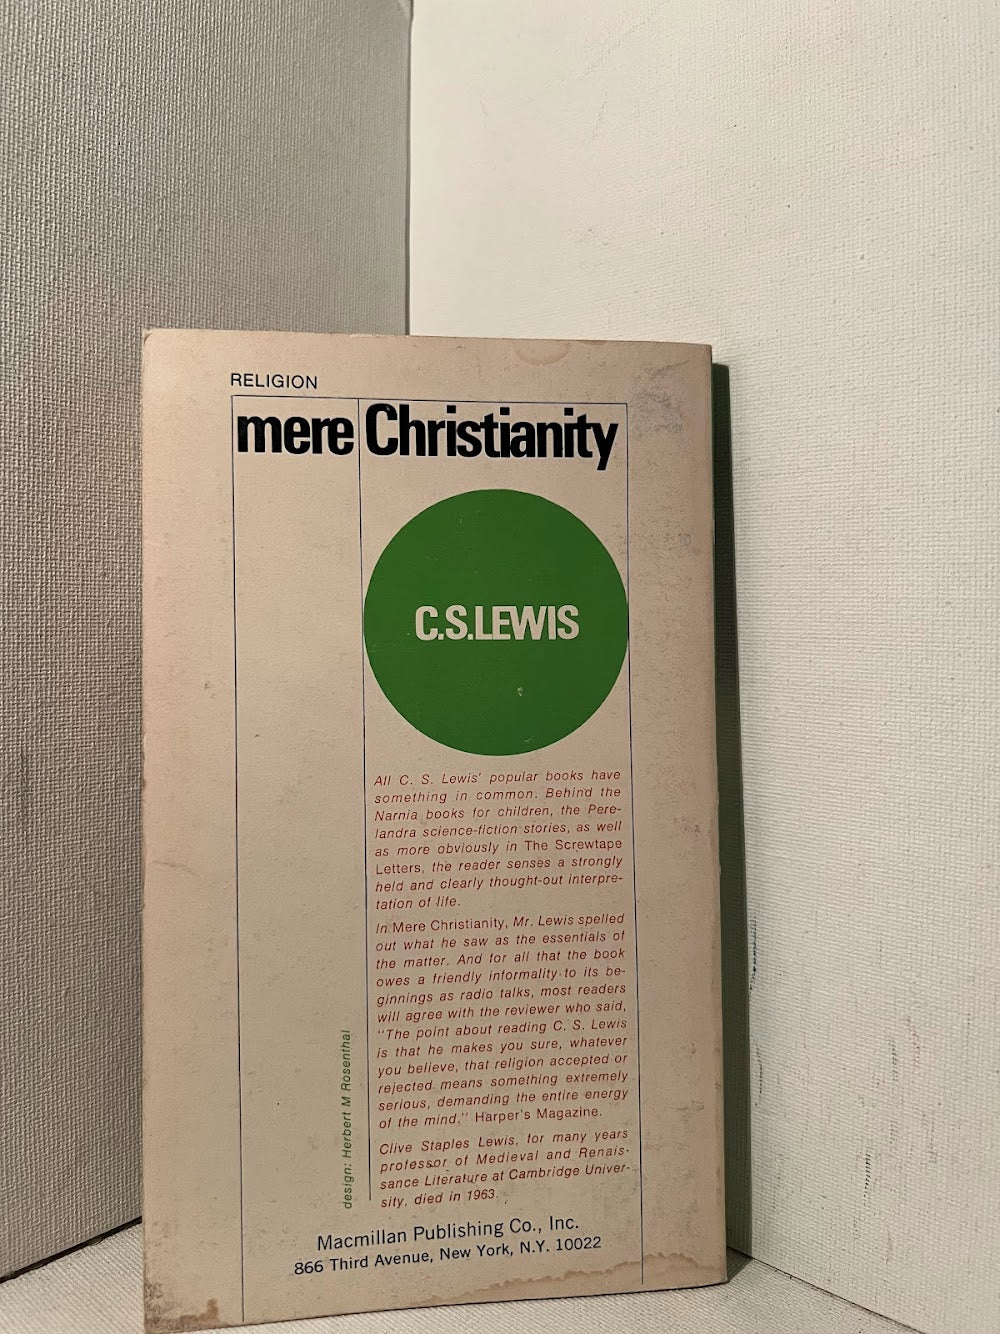 RELIGION
mere Christianity
C.S.LEWIS
All C. S. Lewis' popular books have
something in common. Behind the
Narnia books for children, the Pere-
landra science-fiction stories, as well
as more obviously in The Screwtape
Letters, the reader senses a strongly
held and clearly thought-out interpre-
tation of life.
In Mere Christianity, Mr. Lewis spelled
out what he saw as the essentials of
the matter. And for all that the book
owes a friendly informality to its be-
ginnings as radio talks, most readers
will agree with the reviewer who said,
"The point about reading C. S. Lewis
is that he makes you sure, whatever
you believe, that religion accepted or
rejected means something extremely
serious, demanding the entire energy
of the mind." Harper's Magazine.
Clive Staples Lewis, for many years
professor of Medieval and Renais-
sance Literature at Cambridge Univer-
sity, died in 1963.
design: Herbert M Rosenthal
Macmillan Publishing Co., Inc.
866 Third Avenue, New York, N.Y. 10022